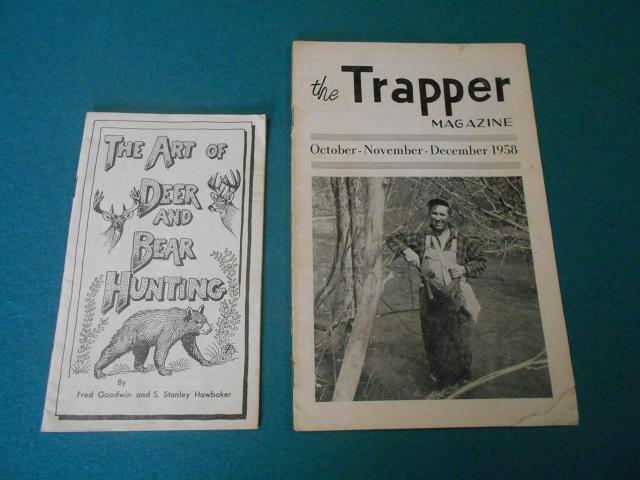 THE ART OF
DEER
AND
BEAR
HUNTING
By
Fred Goodwin and S. Stanley Hawbaker
the Trapper
MAGAZINE
October - November - December 1958